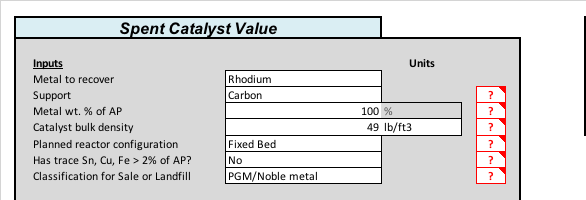 Spent Catalyst Value
Inputs Units
Metal to recover Rhodium
Support Carbon ?
Metal wt. % of AP 100 % ?
Catalyst bulk density 49 lb/ft3 ?
Planned reactor configuration Fixed Bed ?
Has trace Sn, Cu, Fe > 2% of AP? No ?
Classification for Sale or Landfill PGM/Noble metal ?